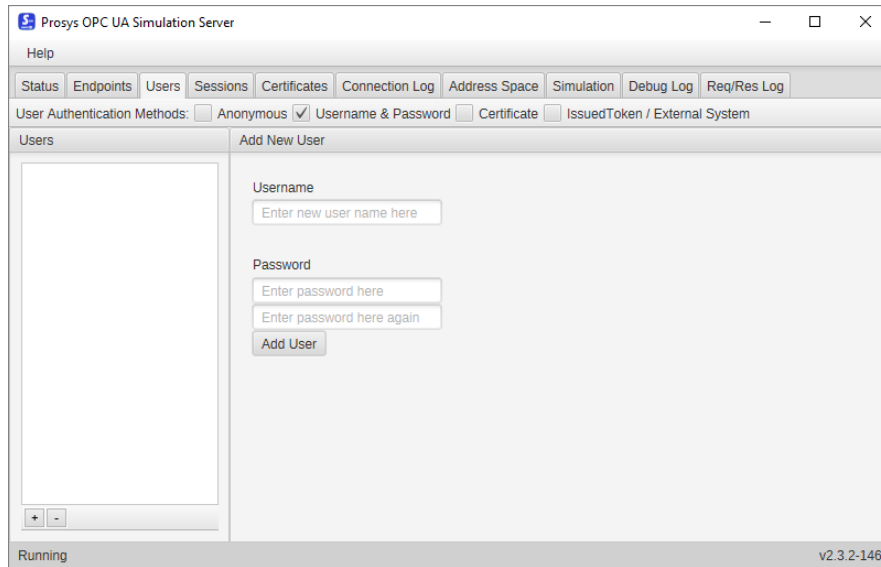 Prosys OPC UA Simulation Server
Help
Status Endpoints Users Sessions Certificates Connection Log Address Space Simulation Debug Log Req/Res Log
User Authentication Methods: Anonymous Username & Password Certificate IssuedToken / External System
Users Add New User
Username
Enter new user name here
Password
Enter password here
Enter password here again
Add User
+ -
Running v2.3.2-146